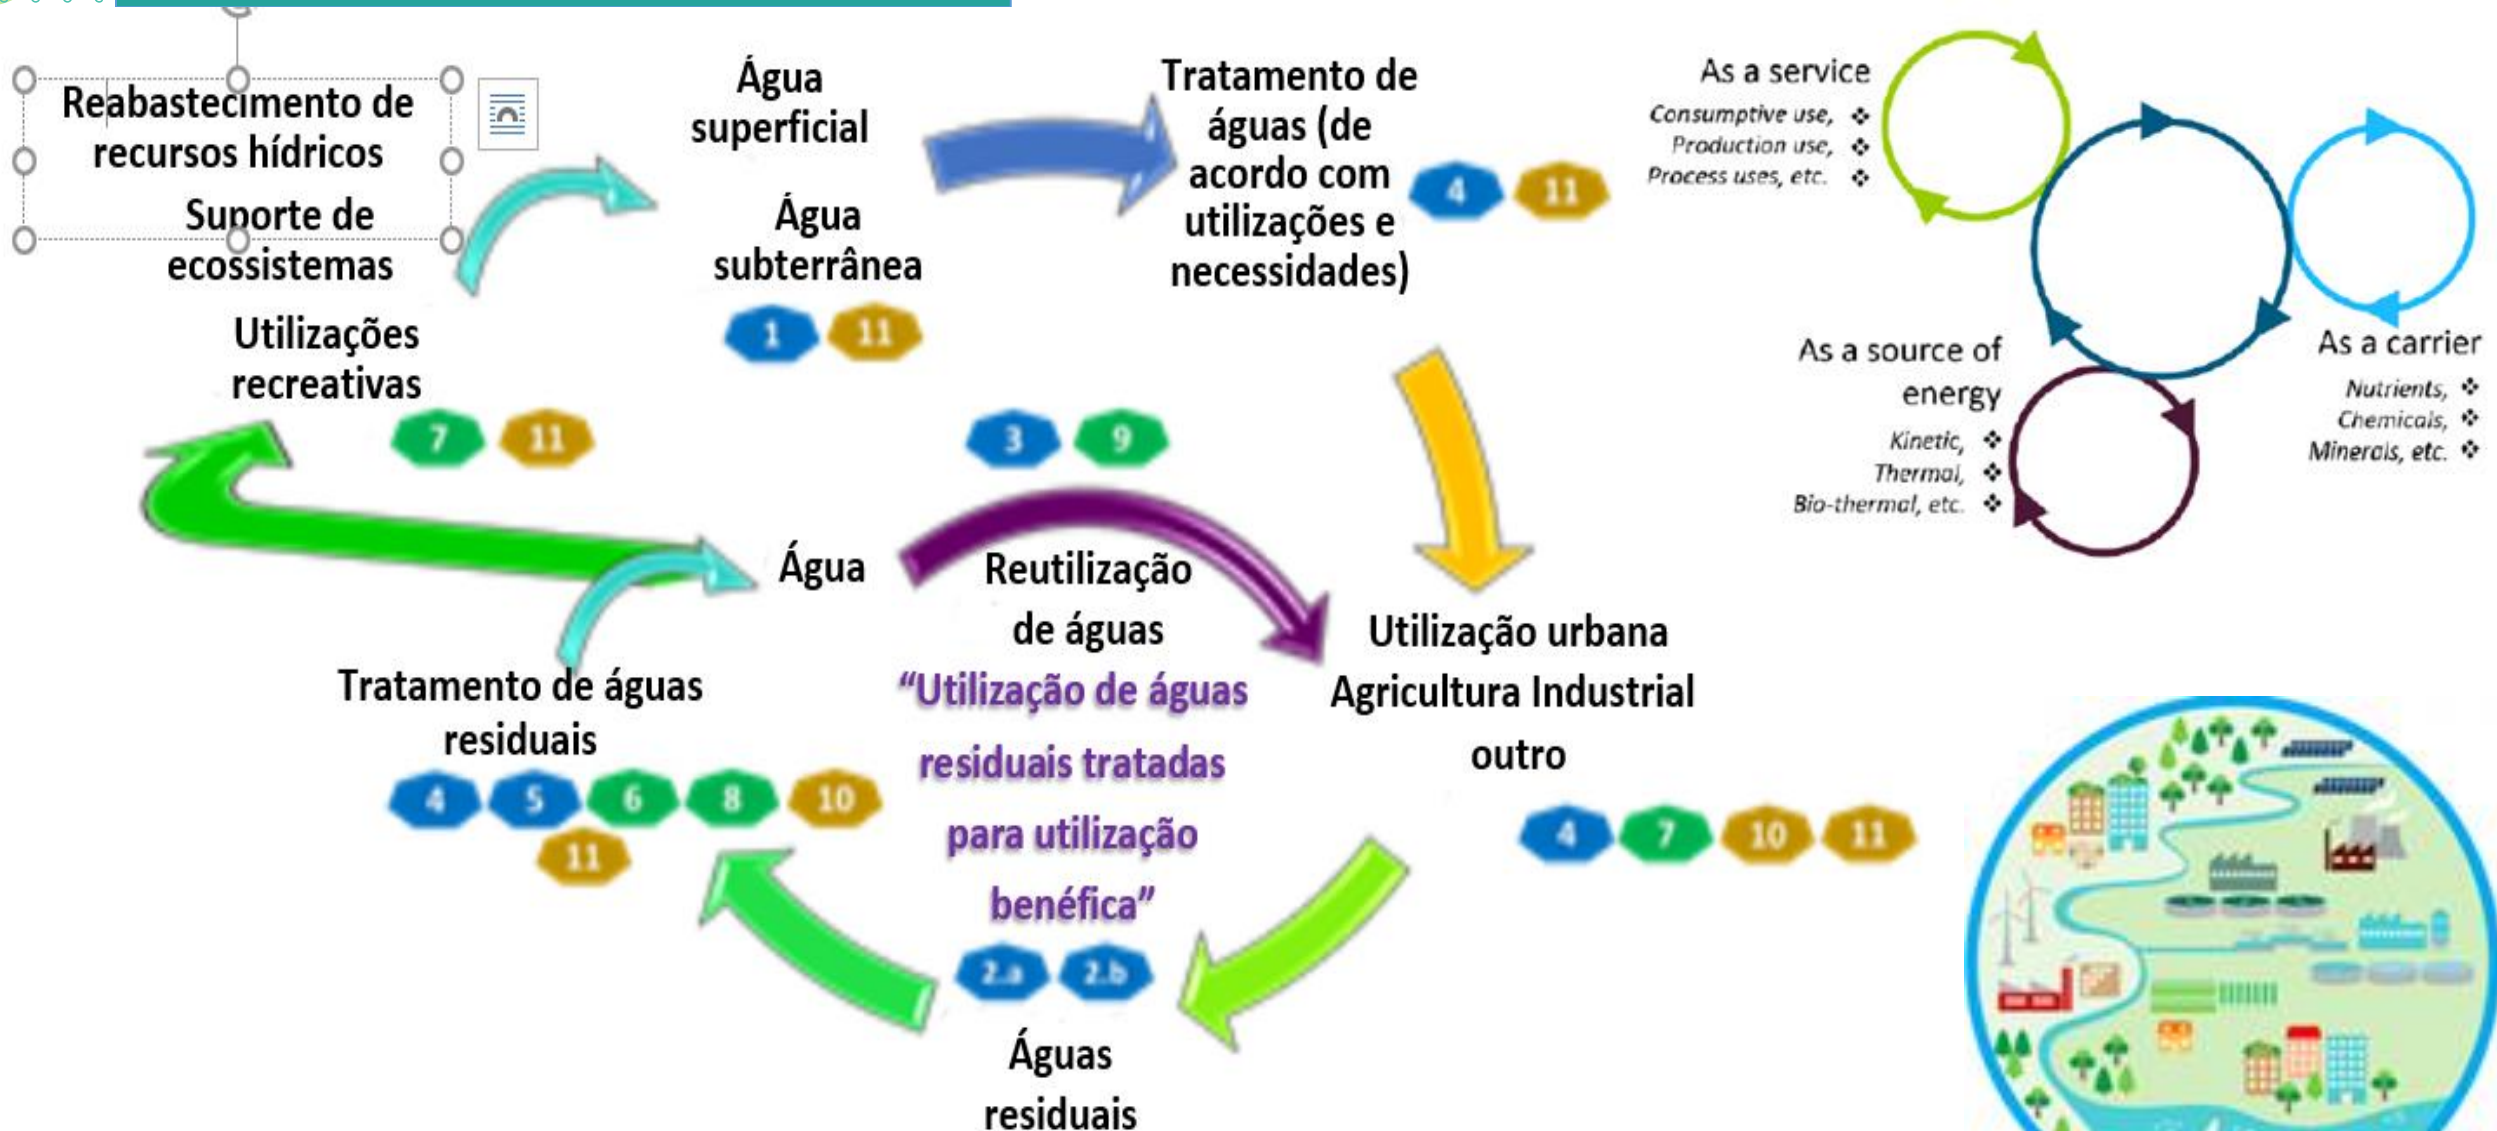 Reabastecimento de
recursos hídricos
Suporte de
ecossistemas
Utilizações
recreativas
7 11
Água
superficial
Água
subterrânea
1 11
Tratamento de
águas (de
acordo com
utilizações e
necessidades)
4 11
3 9
Água
Reutilização
de águas
“Utilização de águas
residuais tratadas
para utilização
benéfica”
2.a 2.b
Águas
residuais
Utilização urbana
Agricultura Industrial
outro
4 7 10 11
Tratamento de águas
residuais
4 5 6 8 10
11
As a service
Consumptive use, ❖
Production use, ❖
Process uses, etc. ❖
As a source of
energy
Kinetic, ❖
Thermal, ❖
Bio-thermal, etc. ❖
As a carrier
Nutrients, ❖
Chemicals, ❖
Minerals, etc. ❖